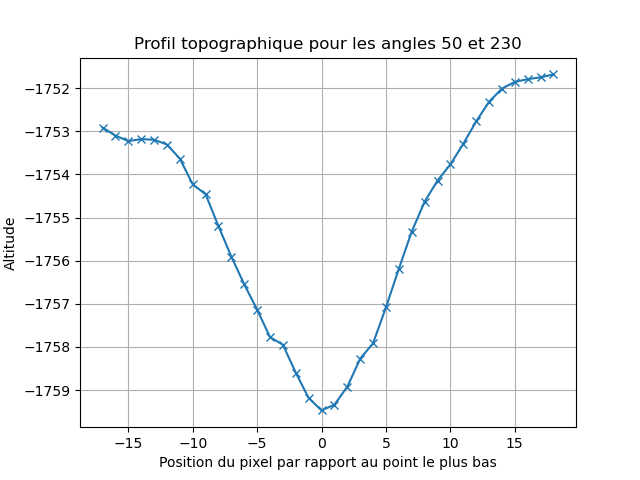 Profil topographique pour les angles 50 et 230
−1752
−1753
−1754
−1755
−1756
−1757
−1758
−1759
Altitude
−15 −10 −5 0 5 10 15
Position du pixel par rapport au point le plus bas